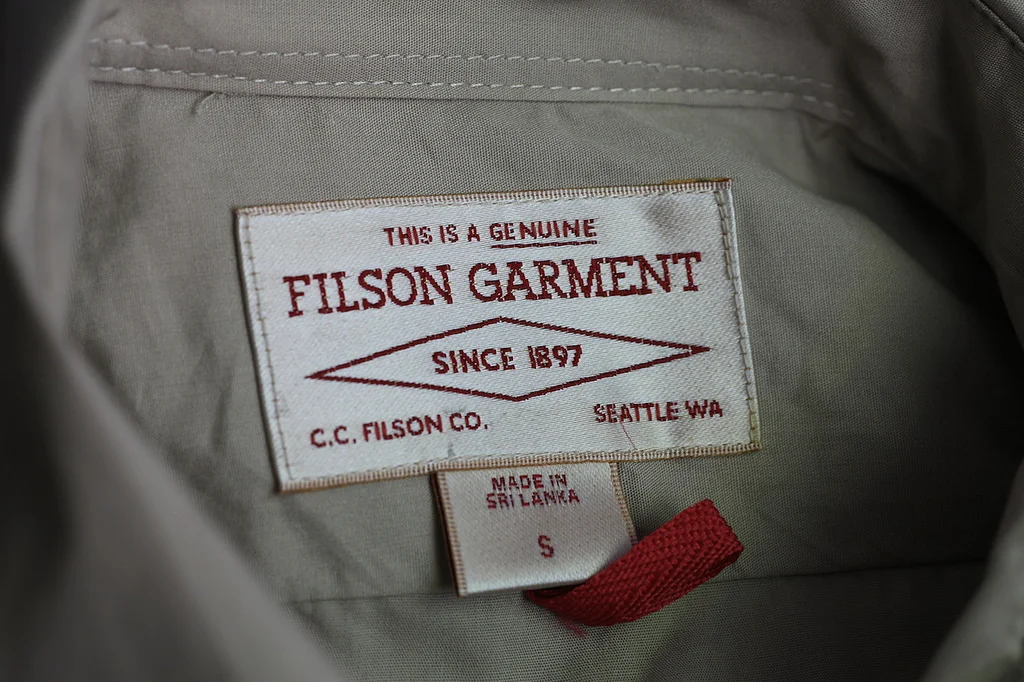 THIS IS A GENUINE
FILSON GARMENT
SINCE 1897
C.C. FILSON CO. SEATTLE WA
MADE IN
SRI LANKA
S